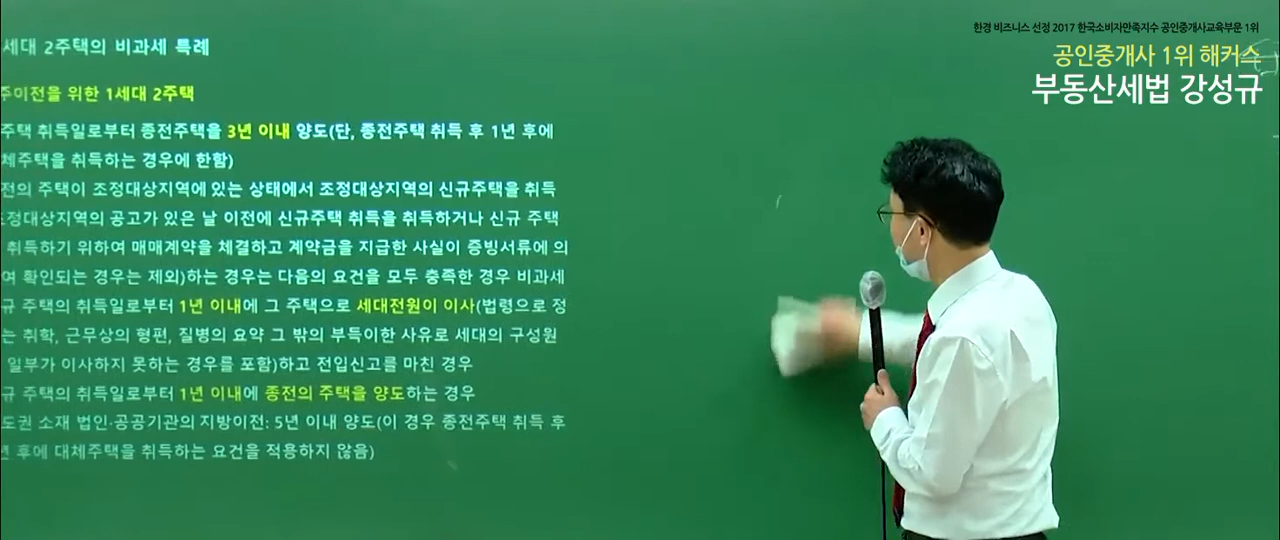 세대 2주택의 비과세 특례
주이전을 위한 1세대 2주택
주택 취득일로부터 종전주택을 3년 이내 양도(단, 종전주택 취득 후 1년 후에
체주택을 취득하는 경우에 한함)
전의 주택이 조정대상지역에 있는 상태에서 조정대상지역의 신규주택을 취득
조정대상지역의 공고가 있은 날 이전에 신규주택 취득을 취득하거나 신규 주택
취득하기 위하여 매매계약을 체결하고 계약금을 지급한 사실이 증빙서류에 의
여 확인되는 경우는 제외)하는 경우는 다음의 요건을 모두 충족한 경우 비과세
규 주택의 취득일로부터 1년 이내에 그 주택으로 세대전원이 이사(법령으로 정
는 취학, 근무상의 형편, 질병의 요약 그 밖의 부득이한 사유로 세대의 구성원
일부가 이사하지 못하는 경우를 포함)하고 전입신고를 마친 경우
규 주택의 취득일로부터 1년 이내에 종전의 주택을 양도하는 경우
도권 소재 법인·공공기관의 지방이전: 5년 이내 양도(이 경우 종전주택 취득 후
년 후에 대체주택을 취득하는 요건을 적용하지 않음)
한경 비즈니스 선정 2017 한국소비자만족지수 공인중개사교육부문 1위
공인중개사 1위 해커스
부동산세법 강성규